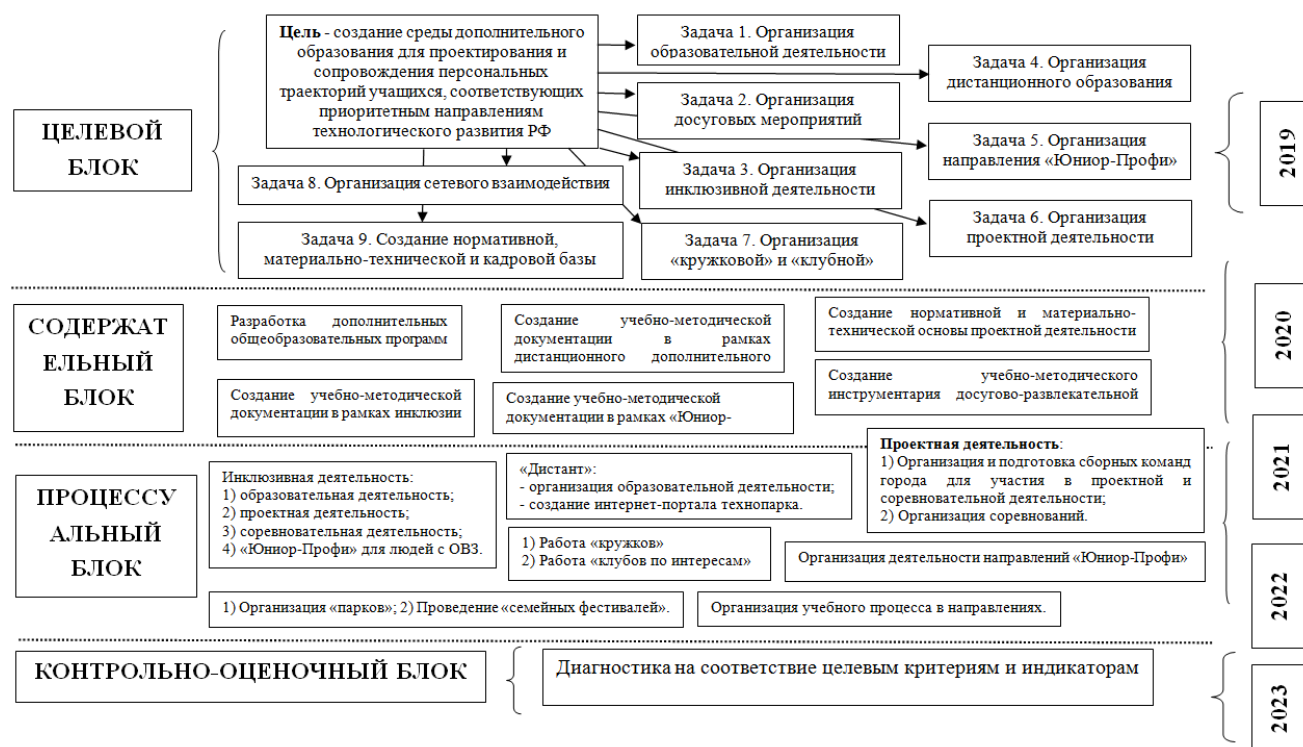 ЦЕЛЕВОЙ
БЛОК
Цель - создание среды дополнительного
образования для проектирования и
сопровождения персональных
траекторий учащихся, соответствующих
приоритетным направлениям
технологического развития РФ
Задача 1. Организация
образовательной деятельности
Задача 4. Организация
дистанционного образования
Задача 2. Организация
досуговых мероприятий
Задача 5. Организация
направления «Юниор-Профи»
Задача 8. Организация сетевого взаимодействия
Задача 3. Организация
инклюзивной деятельности
Задача 6. Организация
проектной деятельности
Задача 9. Создание нормативной,
материально-технической и кадровой базы
Задача 7. Организация
«кружковой» и «клубной»
2019
СОДЕРЖАТ
ЕЛЬНЫЙ
БЛОК
Разработка дополнительных
общеобразовательных программ
Создание учебно-методической
документации в рамках
дистанционного дополнительного
Создание нормативной и материально-
технической основы проектной деятельности
Создание учебно-методической
документации в рамках инклюзии
Создание учебно-методической
документации в рамках «Юниор-
Создание учебно-методического
инструментария досугово-развлекательной
2020
ПРОЦЕССУ
АЛЬНЫЙ
БЛОК
Инклюзивная деятельность:
1) образовательная деятельность;
2) проектная деятельность;
3) соревновательная деятельность;
4) «Юниор-Профи» для людей с ОВЗ.
«Дистант»:
- организация образовательной деятельности;
- создание интернет-портала технопарка.
Проектная деятельность:
1) Организация и подготовка сборных команд
города для участия в проектной и
соревновательной деятельности;
2) Организация соревнований.
1) Работа «кружков»
2) Работа «клубов по интересам»
Организация деятельности направлений «Юниор-Профи»
1) Организация «парков»; 2) Проведение «семейных фестивалей».
Организация учебного процесса в направлениях.
2021
2022
КОНТРОЛЬНО-ОЦЕНОЧНЫЙ БЛОК
Диагностика на соответствие целевым критериям и индикаторам
2023